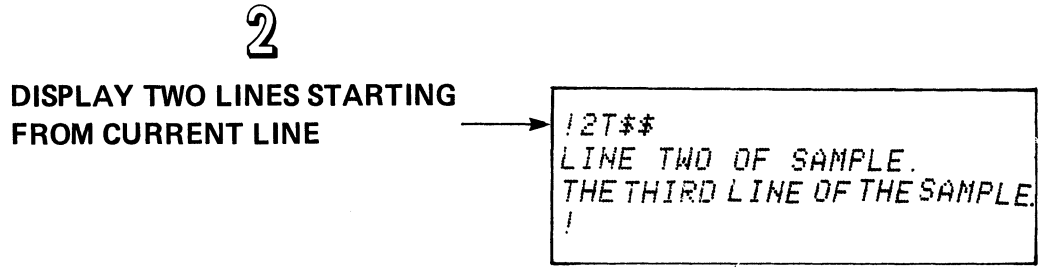 2
DISPLAY TWO LINES STARTING
FROM CURRENT LINE
!2T$$
LINE TWO OF SAMPLE.
THE THIRD LINE OF THE SAMPLE.
!